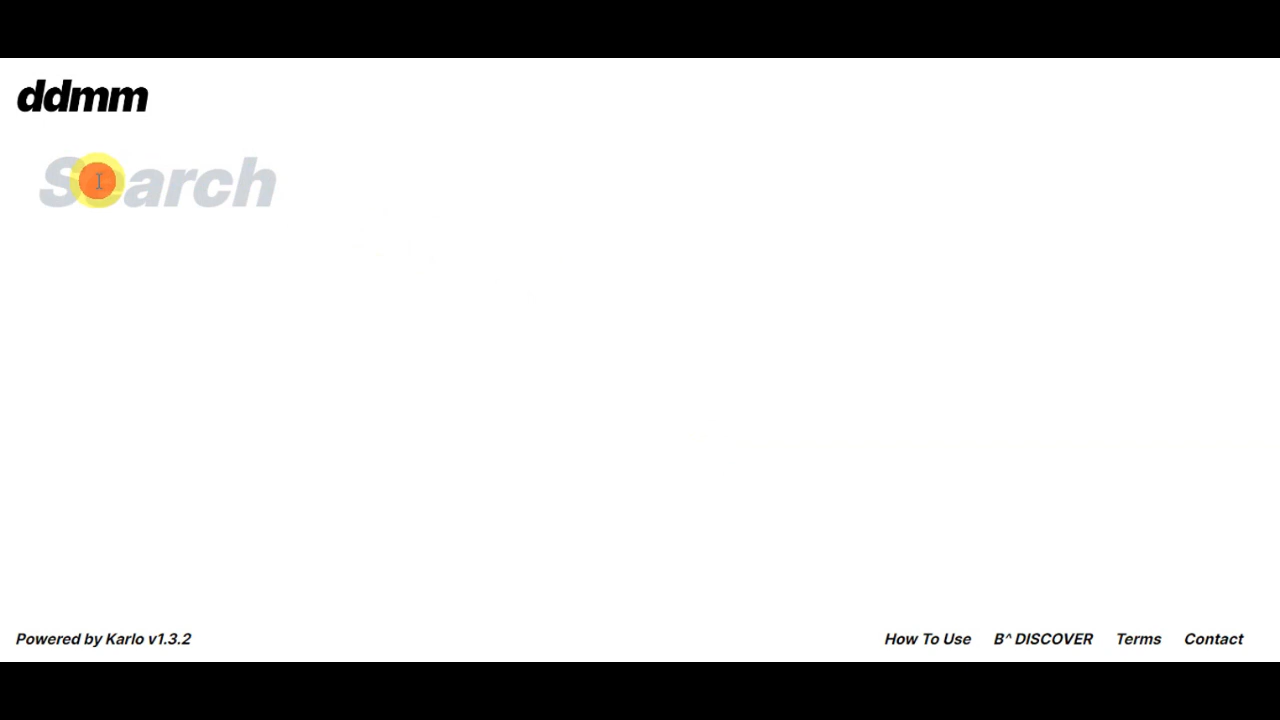 ddmm
Search
Powered by Karlo v1.3.2
How To Use B^ DISCOVER Terms Contact